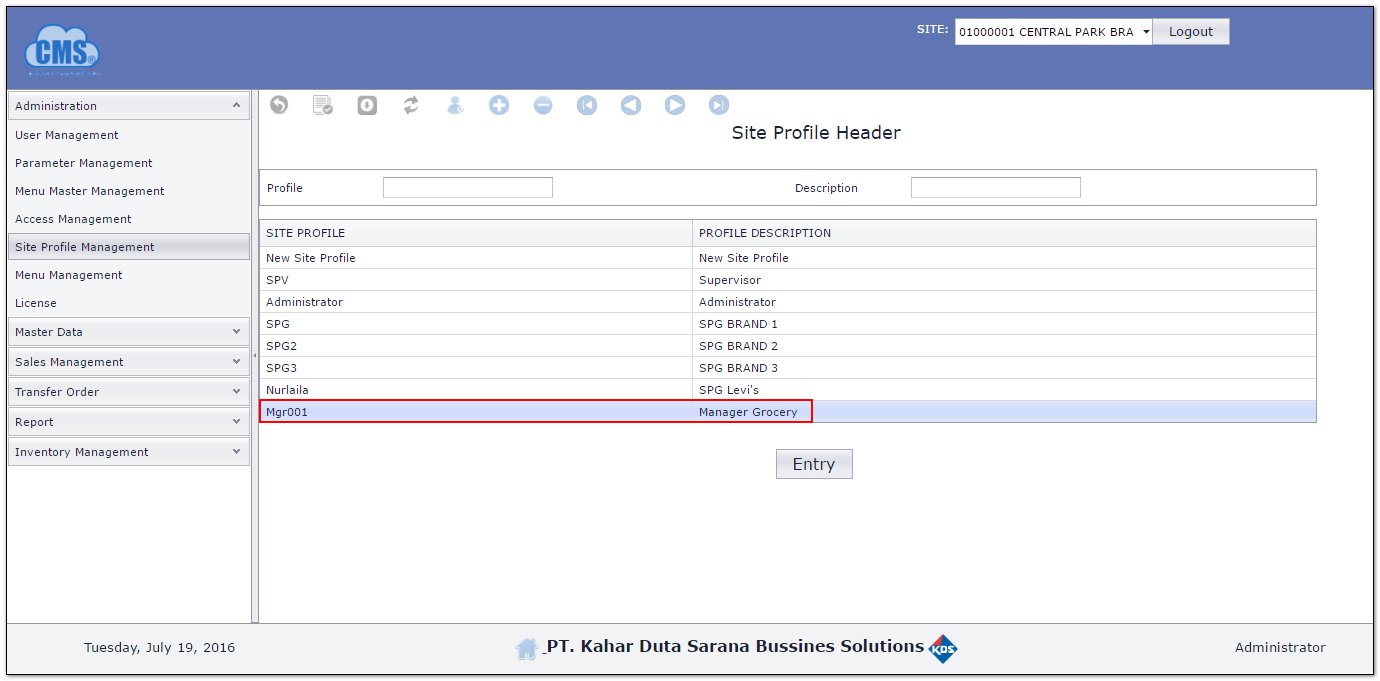 CMS®
SITE: 01000001 CENTRAL PARK BRA Logout
Administration
User Management
Parameter Management
Menu Master Management
Access Management
Site Profile Management
Menu Management
License
Master Data
Sales Management
Transfer Order
Report
Inventory Management
Site Profile Header
Profile Description
SITE PROFILE PROFILE DESCRIPTION
New Site Profile New Site Profile
SPV Supervisor
Administrator Administrator
SPG SPG BRAND 1
SPG2 SPG BRAND 2
SPG3 SPG BRAND 3
Nurlaila SPG Levi's
Mgr001 Manager Grocery
Entry
Tuesday, July 19, 2016 PT. Kahar Duta Sarana Bussines Solutions KDS Administrator